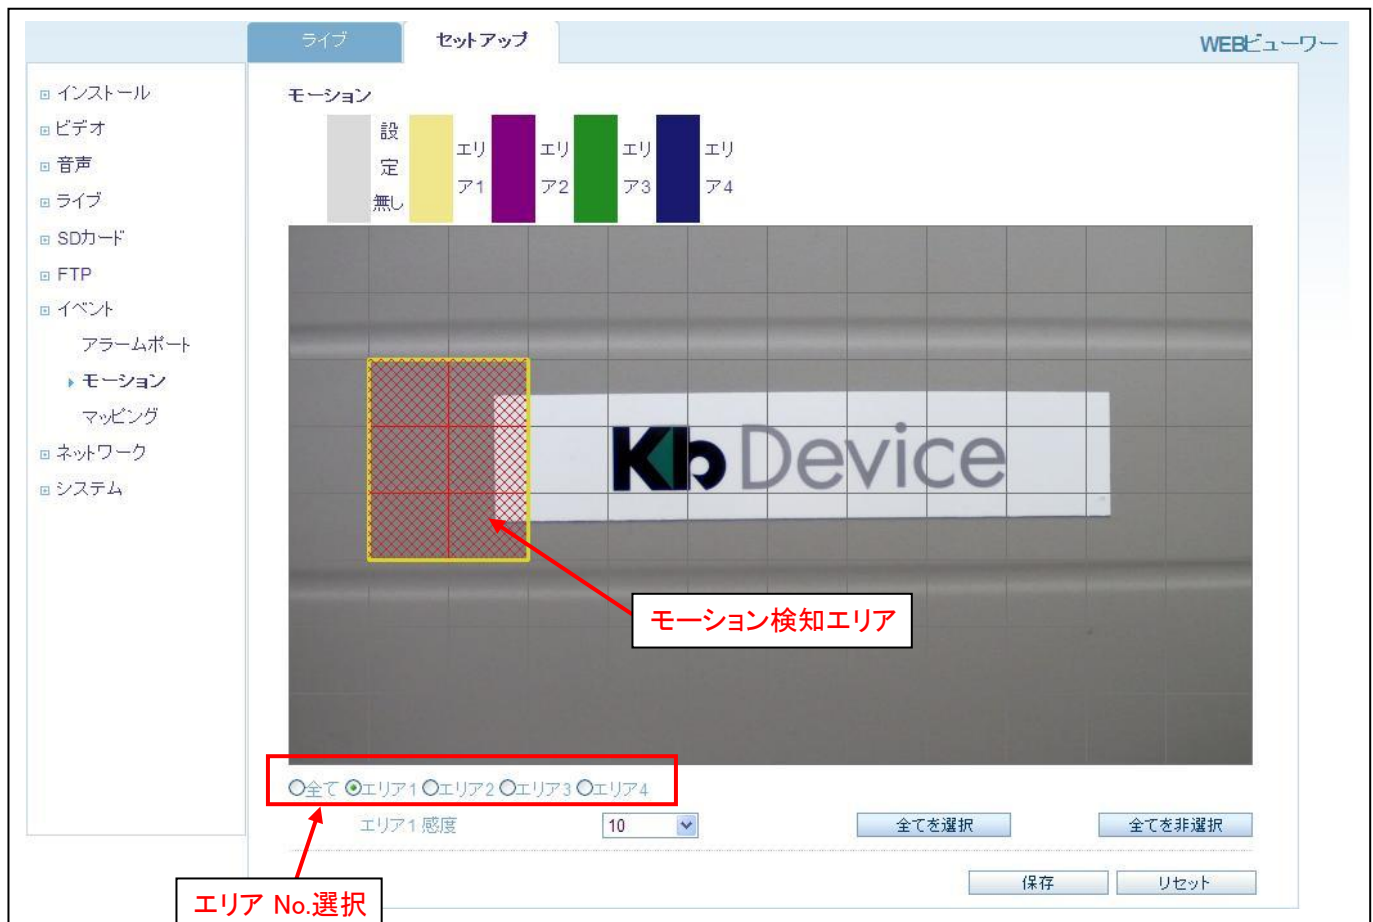 ライブ
セットアップ
WEBビューワー
インストール
ビデオ
音声
ライブ
SDカード
FTP
イベント
アラームポート
モーション
マッピング
ネットワーク
システム
モーション
設定無し
エリア1
エリア2
エリア3
エリア4
Kb Device
モーション検知エリア
全て エリア1 エリア2 エリア3 エリア4
エリア1 感度 10 全てを選択 全てを非選択
保存 リセット
エリア No.選択